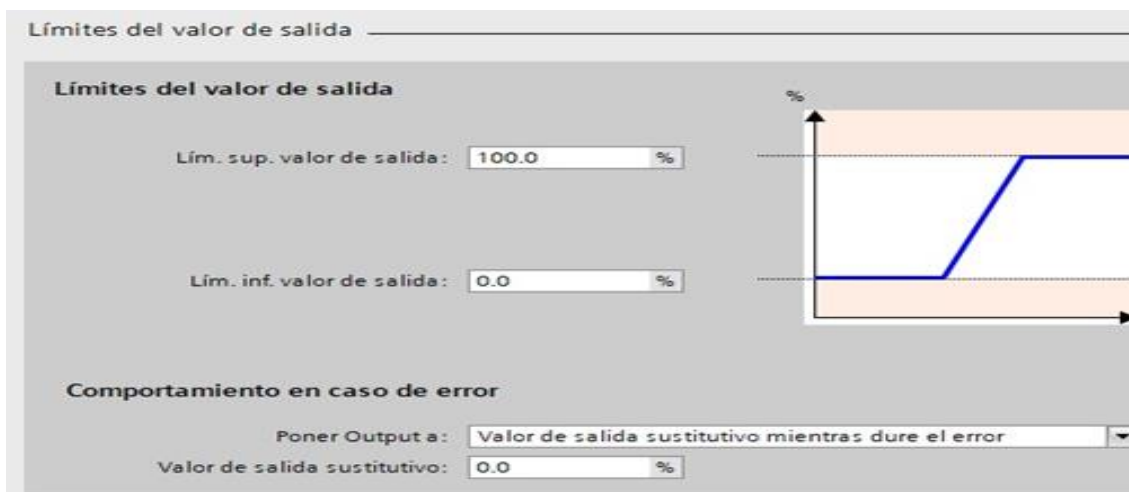 Límites del valor de salida
Límites del valor de salida
%
Lím. sup. valor de salida: 100.0 %
Lím. inf. valor de salida: 0.0 %
Comportamiento en caso de error
Poner Output a: Valor de salida sustitutivo mientras dure el error
Valor de salida sustitutivo: 0.0 %